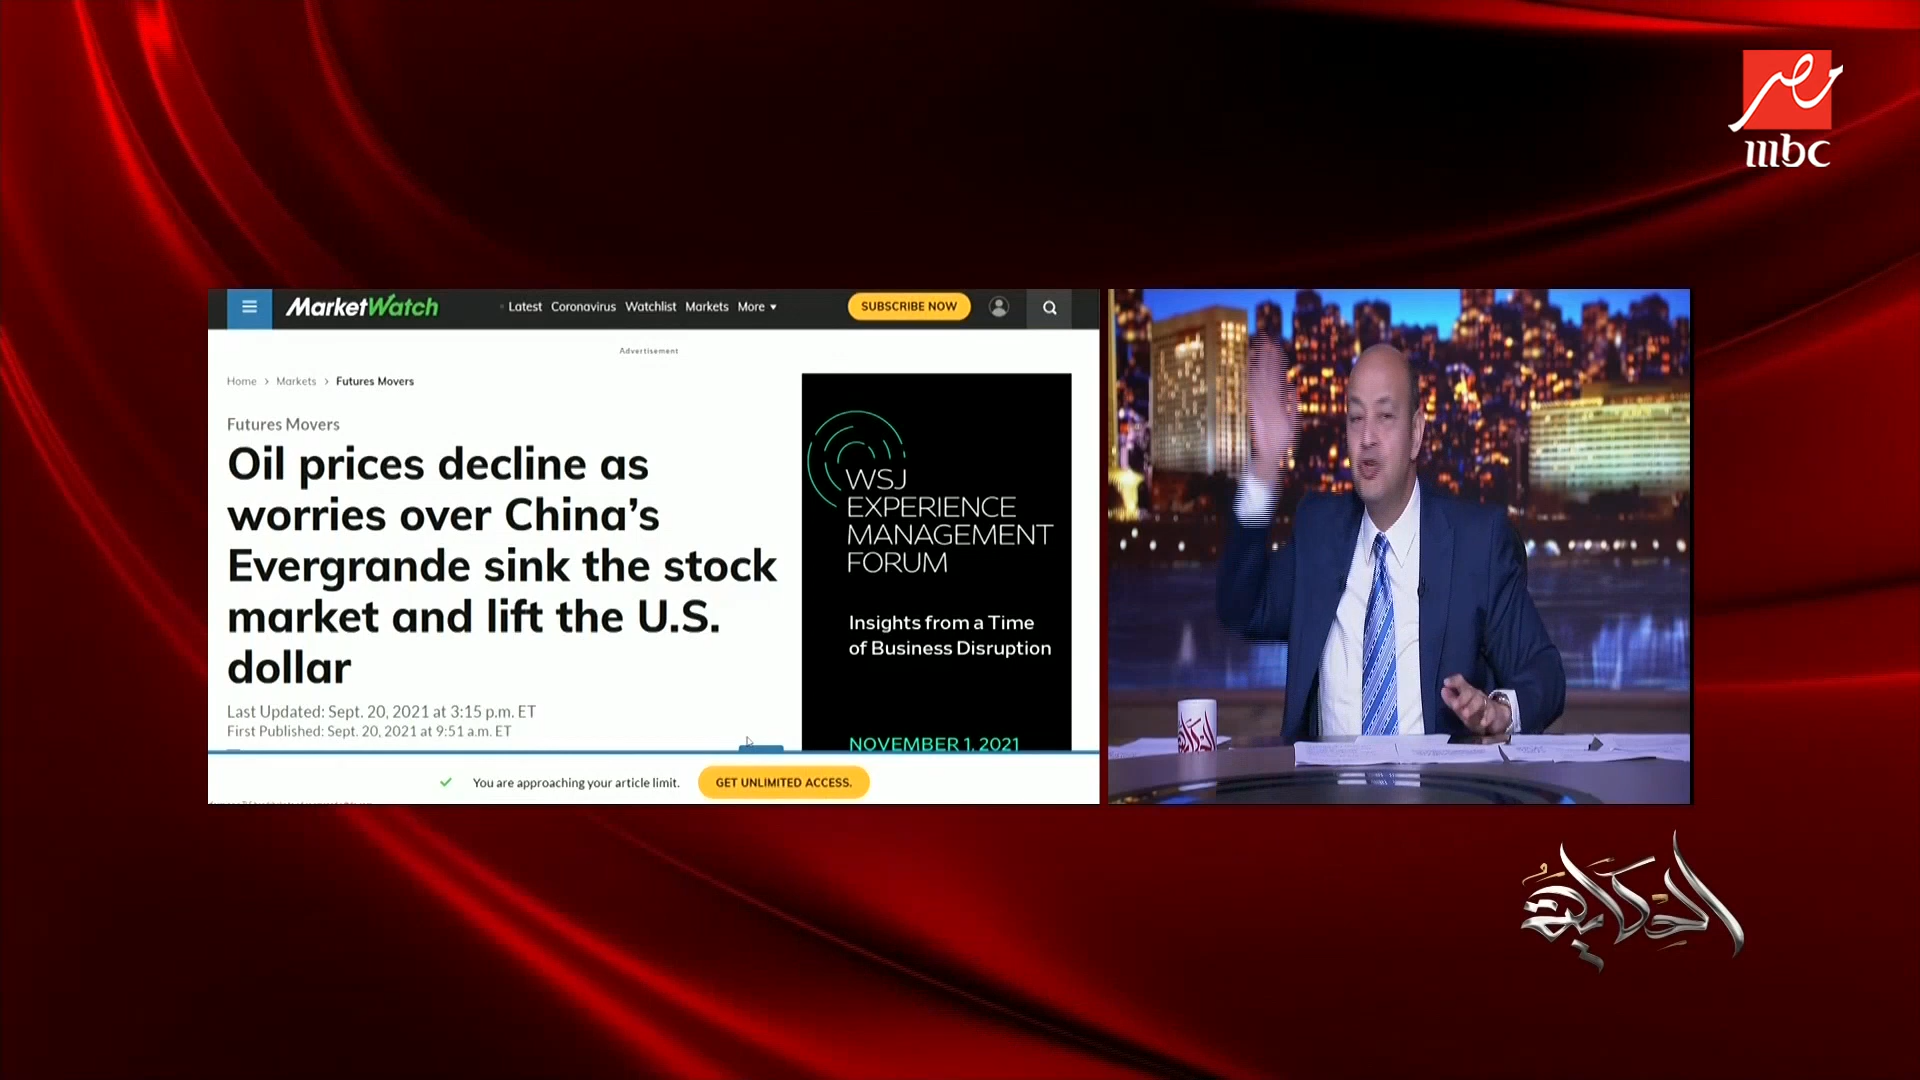 مصر
mbc
MarketWatch
Latest Coronavirus Watchlist Markets More
SUBSCRIBE NOW
Advertisement
Home > Markets > Futures Movers
Futures Movers
Oil prices decline as
worries over China’s
Evergrande sink the stock
market and lift the U.S.
dollar
Last Updated: Sept. 20, 2021 at 3:15 p.m. ET
First Published: Sept. 20, 2021 at 9:51 a.m. ET
WSJ
EXPERIENCE
MANAGEMENT
FORUM
Insights from a Time
of Business Disruption
NOVEMBER 1, 2021
You are approaching your article limit.
GET UNLIMITED ACCESS.
الحكاية
الحكاية